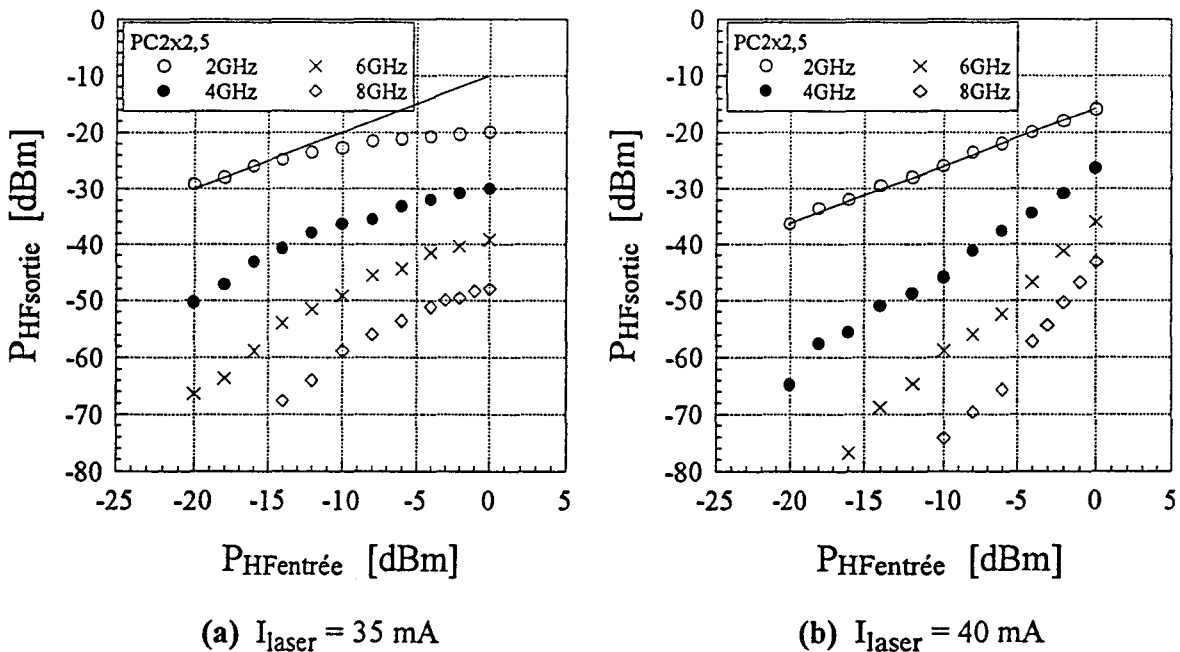 0
-10
-20
-30
-40
-50
-60
-70
-80
PHFsortie [dBm]
PC2x2,5
2GHz 6GHz
4GHz 8GHz
-25 -20 -15 -10 -5 0 5
PHFentrée [dBm]
(a) Ilaser = 35 mA
0
-10
-20
-30
-40
-50
-60
-70
-80
PHFsortie [dBm]
PC2x2,5
2GHz 6GHz
4GHz 8GHz
-25 -20 -15 -10 -5 0 5
PHFentrée [dBm]
(b) Ilaser = 40 mA